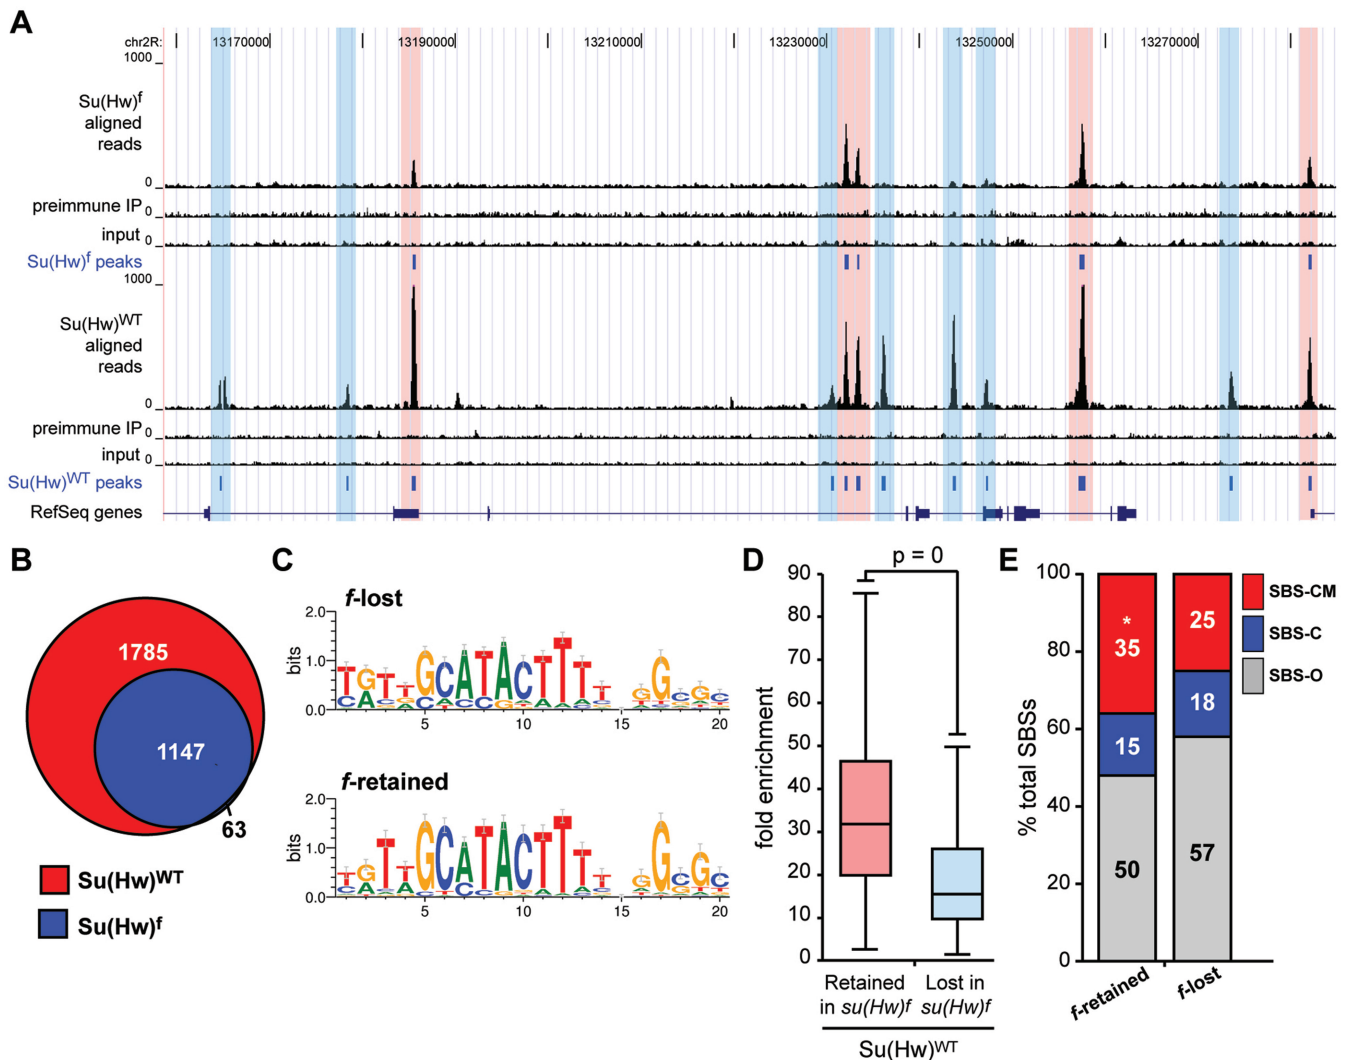 A
chr2R: 13170000 13190000 13210000 13230000 13250000 13270000
1000
Su(Hw)f
aligned
reads
0
preimmune IP 0
input 0
Su(Hw)f peaks
1000
Su(Hw)WT
aligned
reads
0
preimmune IP 0
input 0
Su(Hw)WT peaks
RefSeq genes
B
1785
1147
63
Su(Hw)WT
Su(Hw)f
C
f-lost
2.0
1.0
0.0
bits
5 10 15 20
f-retained
2.0
1.0
0.0
bits
5 10 15 20
D
p = 0
90
80
70
60
50
40
30
20
10
0
fold enrichment
Retained Lost in
in su(Hw)f su(Hw)f
Su(Hw)WT
E
100
80
60
40
20
0
% total SBSs
* 
35
15
50
25
18
57
SBS-CM
SBS-C
SBS-O
f-retained
f-lost